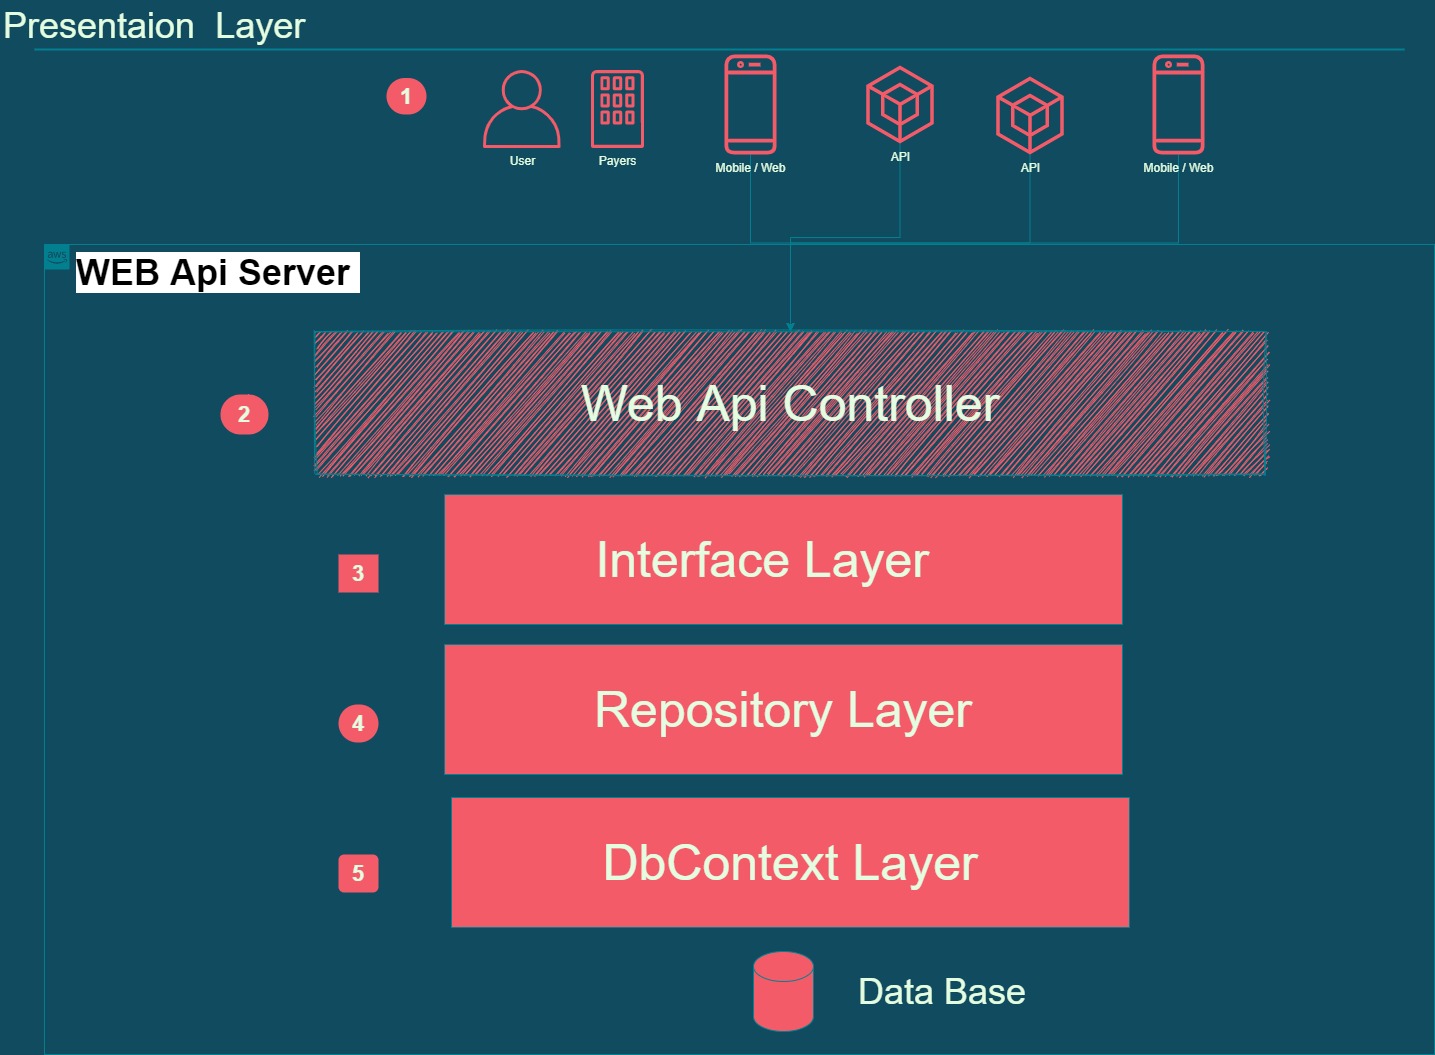 Presentaion  Layer
1
User
Payers
Mobile / Web
API
API
Mobile / Web
aws
WEB Api Server
Web Api Controller
2
Interface Layer
3
Repository Layer
4
DbContext Layer
5
Data Base